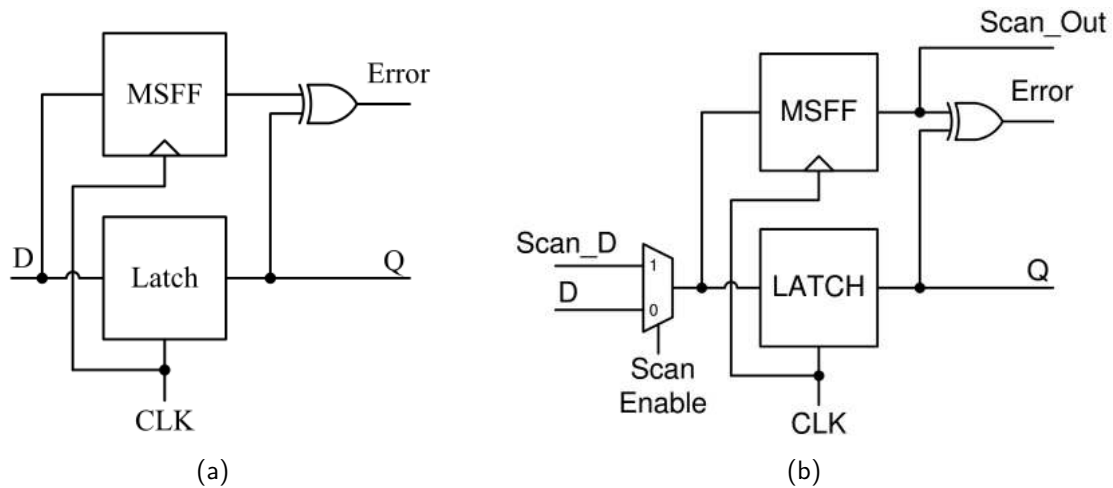 MSFF
Error
D
Latch
Q
CLK
(a)
Scan_Out
MSFF
Error
Scan_D
1
D
0
LATCH
Q
Scan
Enable
CLK
(b)